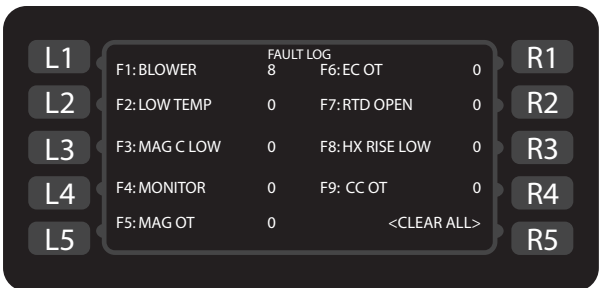 FAULT LOG
L1 F1: BLOWER 8 F6: EC OT 0 R1
L2 F2: LOW TEMP 0 F7: RTD OPEN 0 R2
L3 F3: MAG C LOW 0 F8: HX RISE LOW 0 R3
L4 F4: MONITOR 0 F9: CC OT 0 R4
L5 F5: MAG OT 0 <CLEAR ALL> R5